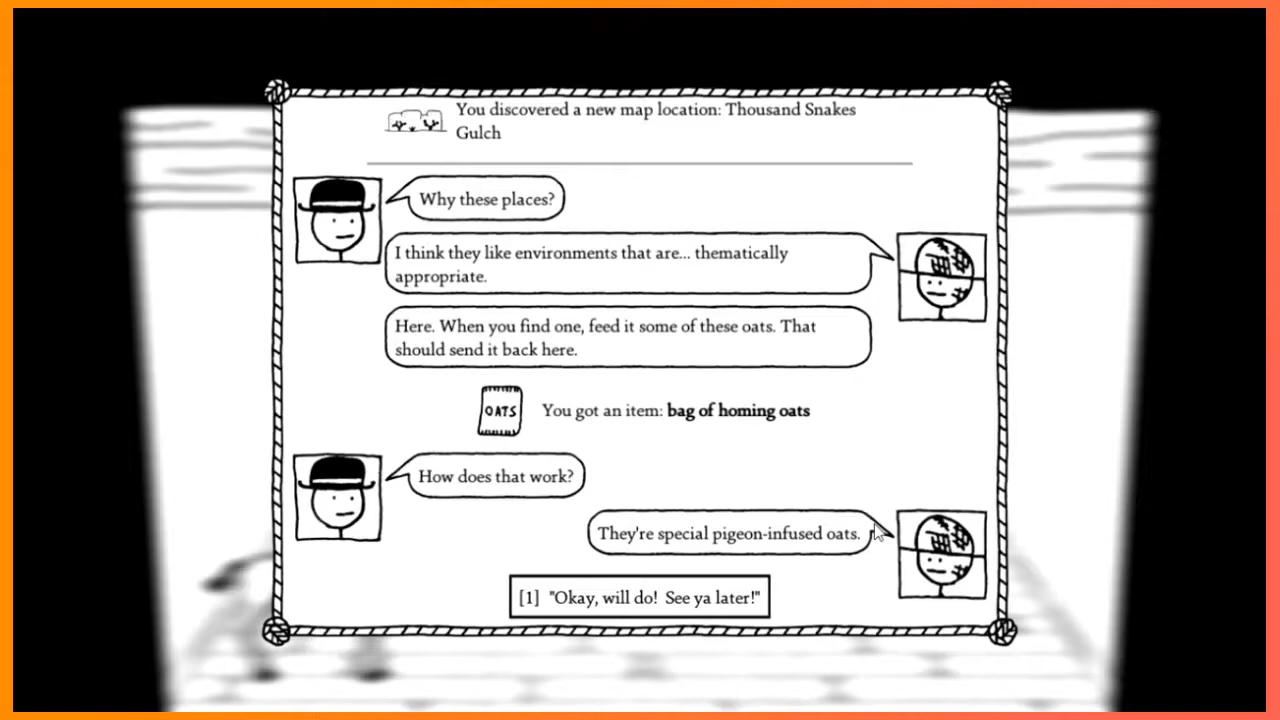 You discovered a new map location: Thousand Snakes
Gulch
Why these places?
I think they like environments that are... thematically
appropriate.
Here. When you find one, feed it some of these oats. That
should send it back here.
OATS
You got an item: bag of homing oats
How does that work?
They're special pigeon-infused oats.
[1] "Okay, will do! See ya later!"